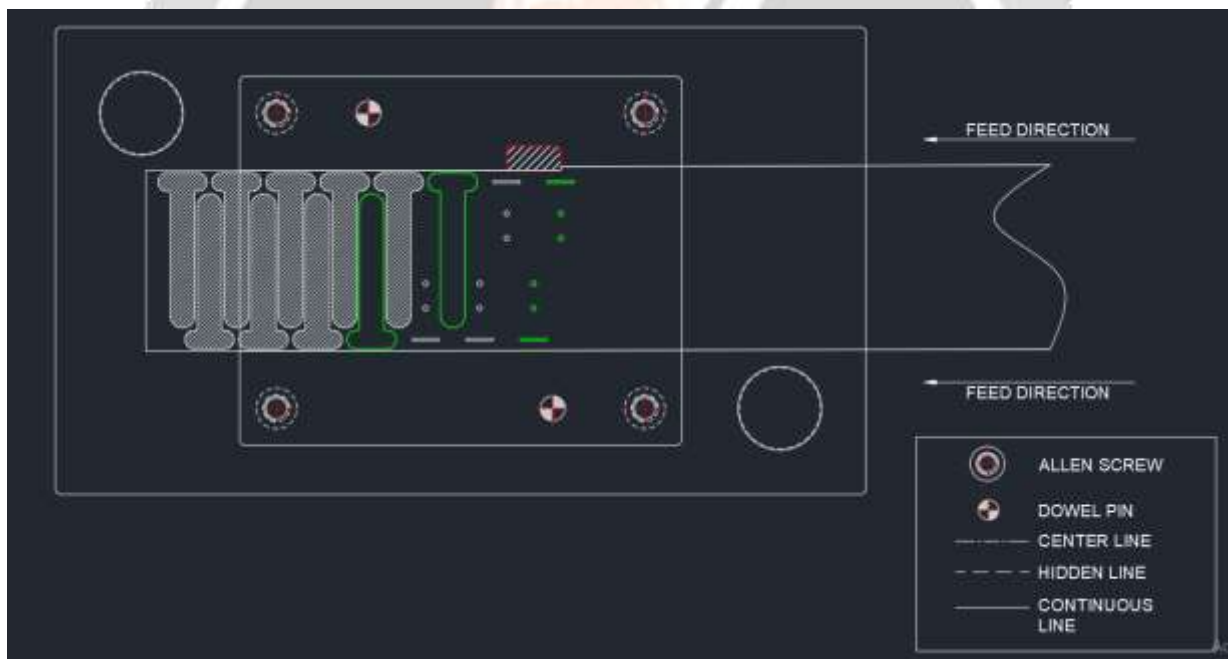 FEED DIRECTION
FEED DIRECTION
ALLEN SCREW
DOWEL PIN
CENTER LINE
HIDDEN LINE
CONTINUOUS
LINE